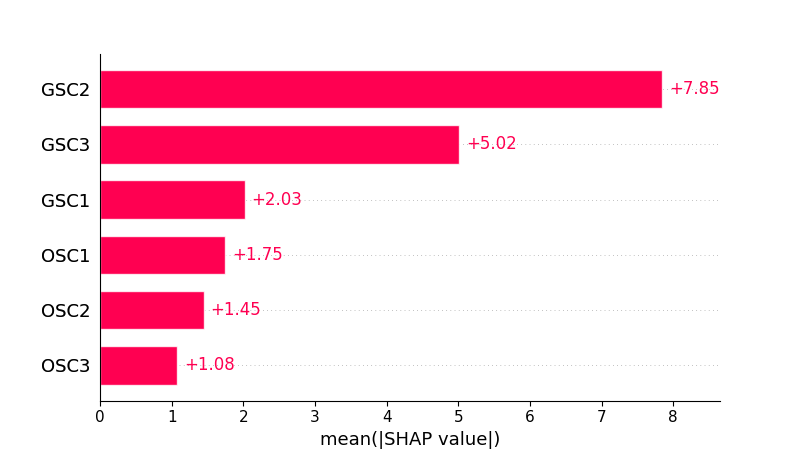 GSC2 +7.85
GSC3 +5.02
GSC1 +2.03
OSC1 +1.75
OSC2 +1.45
OSC3 +1.08
0 1 2 3 4 5 6 7 8
mean(|SHAP value|)